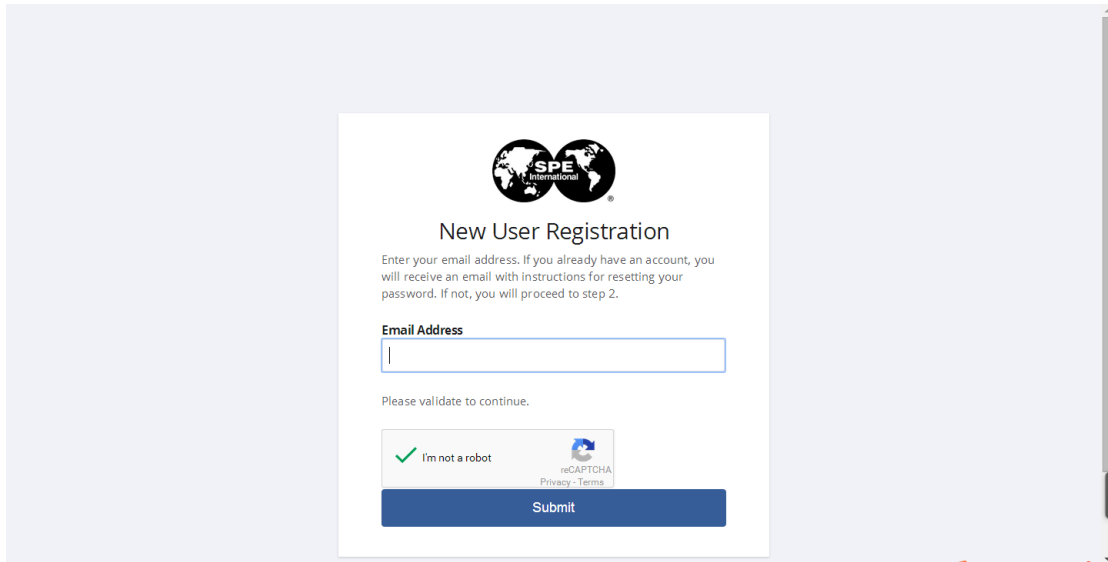 SPE
International
®
New User Registration
Enter your email address. If you already have an account, you
will receive an email with instructions for resetting your
password. If not, you will proceed to step 2.
Email Address
Please validate to continue.
I'm not a robot
reCAPTCHA
Privacy - Terms
Submit